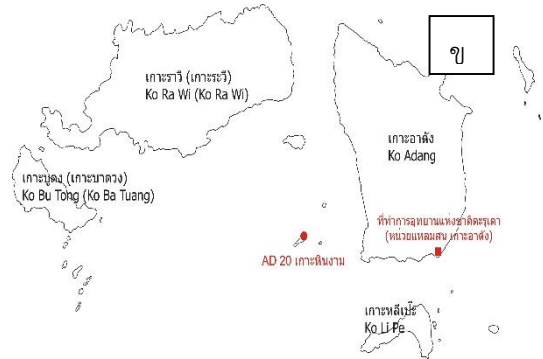 ข
เกาะราวี (เกาะระวี)
Ko Ra Wi (Ko Ra Wi)
เกาะอาดัง
Ko Adang
เกาะบูตง (เกาะบาตวง)
Ko Bu Tong (Ko Ba Tuang)
ที่ทำการอุทยานแห่งชาติตะรุเตา
(หน่วยแหลมสน เกาะอาดัง)
AD 20 เกาะหินงาม
เกาะหลีเป๊ะ
Ko Li Pe